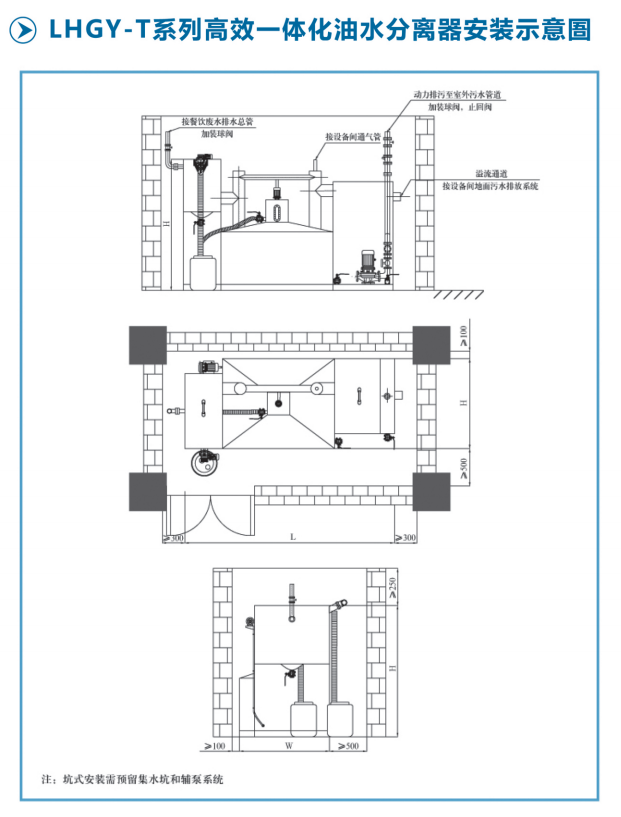 LHGY-T系列高效一体化油水分离器安装示意图
动力排污至室外污水管道
加装球阀，止回阀
接餐饮废水排水总管
加装球阀
接设备间通气管
溢流通道
接设备间地面污水排放系统
H
≥100
H
≥500
≥300
L
≥300
≥250
H
≥100
W
≥500
注：坑式安装需预留集水坑和辅泵系统